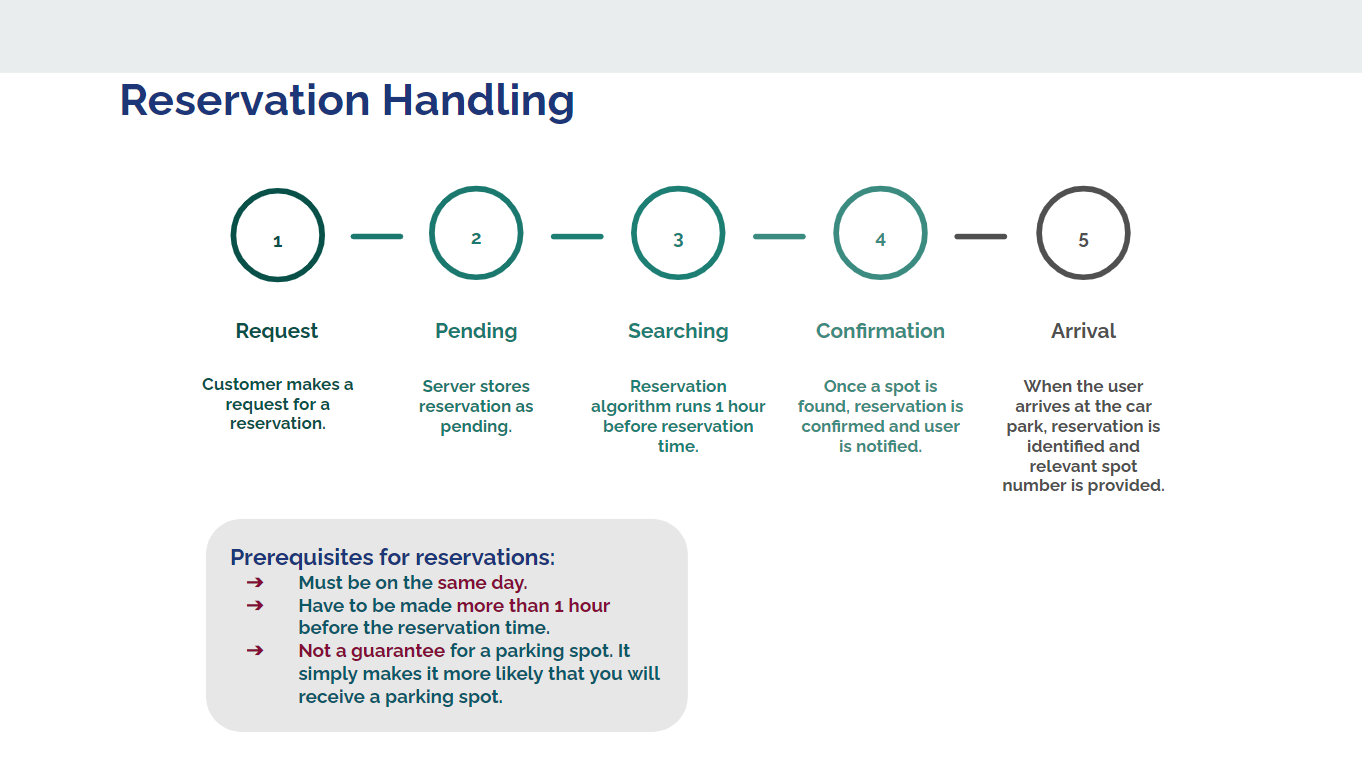 Reservation Handling
1
2
3
4
5
Request
Customer makes a
request for a
reservation.
Pending
Server stores
reservation as
pending.
Searching
Reservation
algorithm runs 1 hour
before reservation
time.
Confirmation
Once a spot is
found, reservation is
confirmed and user
is notified.
Arrival
When the user
arrives at the car
park, reservation is
identified and
relevant spot
number is provided.
Prerequisites for reservations:
➔ Must be on the same day.
➔ Have to be made more than 1 hour
before the reservation time.
➔ Not a guarantee for a parking spot. It
simply makes it more likely that you will
receive a parking spot.